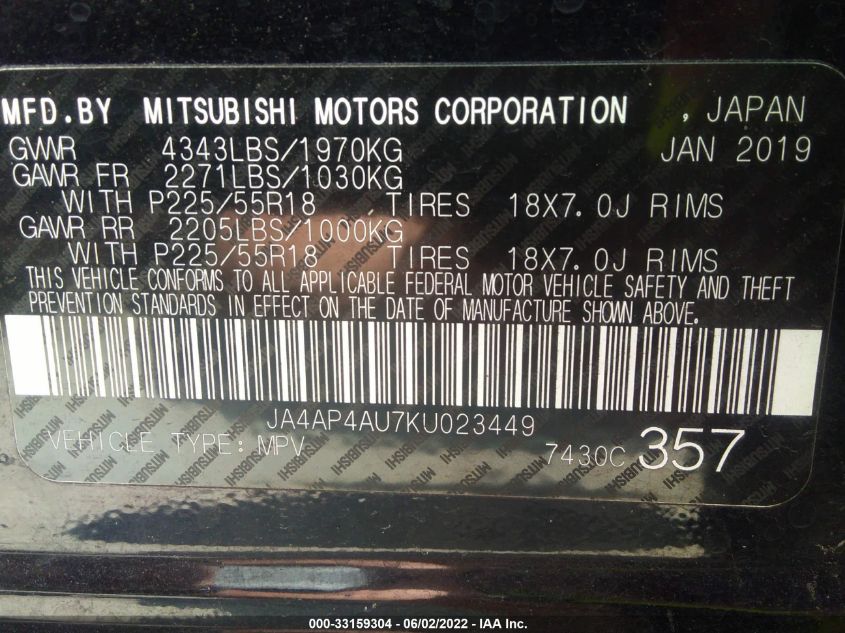 MFD.BY MITSUBISHI MOTORS CORPORATION , JAPAN
GVWR 4343LBS/1970KG JAN 2019
GAWR FR 2271LBS/1030KG
WITH P225/55R18 TIRES 18X7.0J RIMS
GAWR RR 2205LBS/1000KG
WITH P225/55R18 TIRES 18X7.0J RIMS
THIS VEHICLE CONFORMS TO ALL APPLICABLE FEDERAL MOTOR VEHICLE SAFETY AND THEFT
PREVENTION STANDARDS IN EFFECT ON THE DATE OF MANUFACTURE SHOWN ABOVE.
JA4AP4AU7KU023449
VEHICLE TYPE:MPV 7430C 357
000-33159304 - 06/02/2022 - IAA Inc.